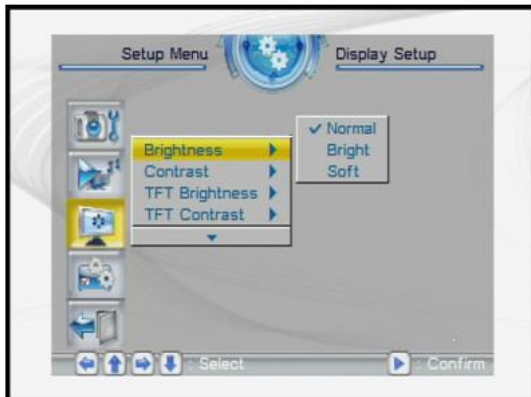 Setup Menu Display Setup
✓ Normal
Brightness Bright
Contrast Soft
TFT Brightness
TFT Contrast
: Select : Confirm